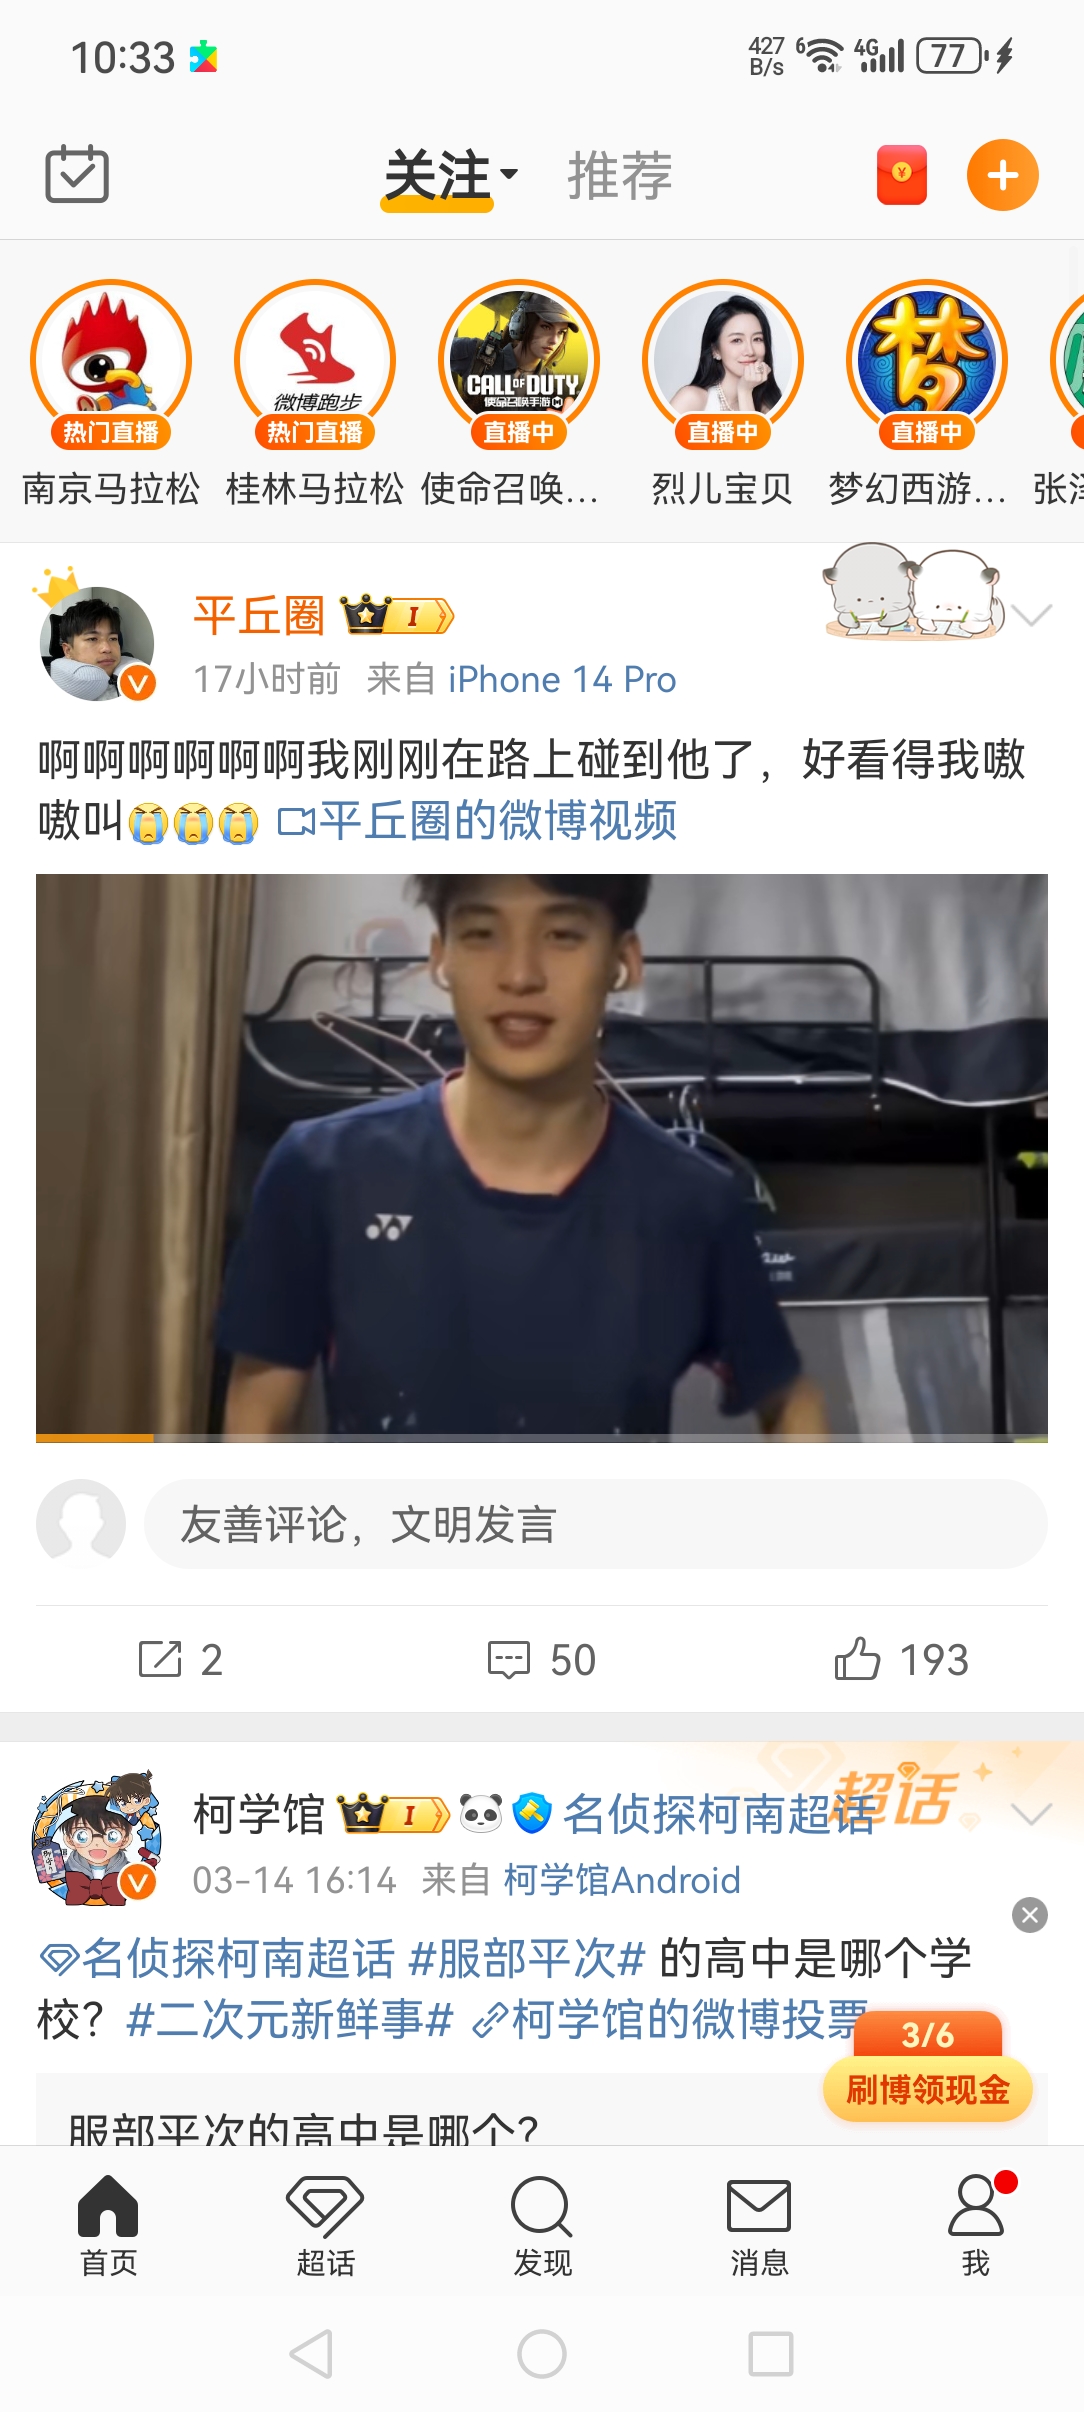 10:33
427 B/s
6
4G
77
关注
推荐
¥
CALL OF DUTY
使命召唤手游
微博跑步
梦
热门直播
热门直播
直播中
直播中
直播中
南京马拉松
桂林马拉松
使命召唤...
烈儿宝贝
梦幻西游...
张泽
平丘圈
I
17小时前 来自 iPhone 14 Pro
啊啊啊啊啊啊我刚刚在路上碰到他了，好看得我嗷
嗷叫😭😭😭 平丘圈的微博视频
友善评论，文明发言
2
50
193
超话
柯学馆
I
名侦探柯南超话
03-14 16:14 来自 柯学馆Android
名侦探柯南超话 #服部平次# 的高中是哪个学
校？#二次元新鲜事# 柯学馆的微博投票
3/6
刷博领现金
服部平次的高中是哪个?
首页
超话
发现
消息
我